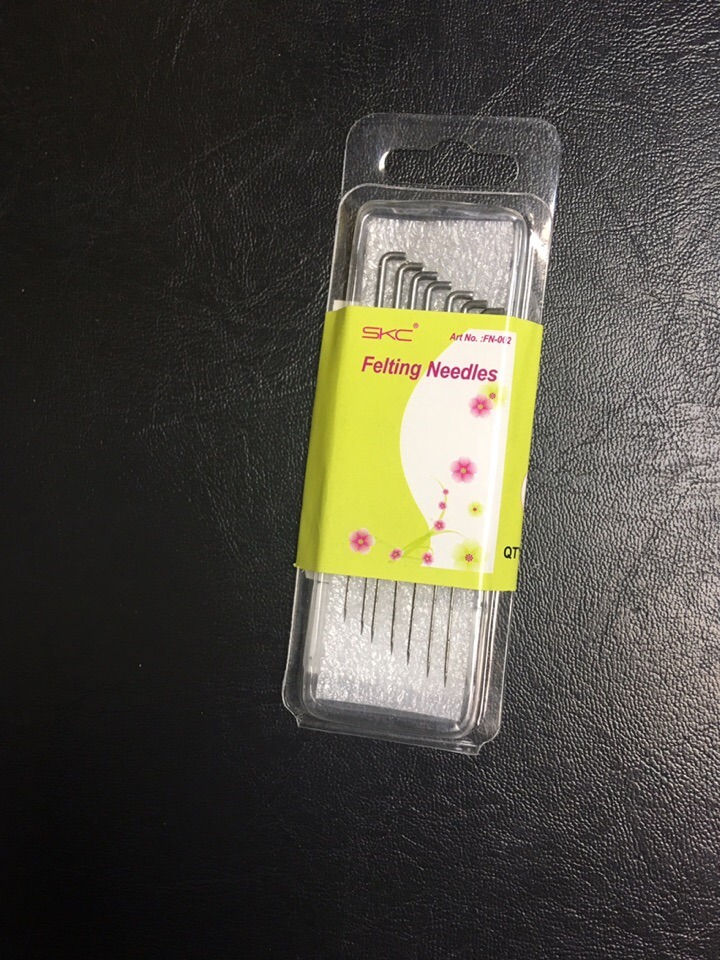 SKC®
Art No. :FN-002
Felting Needles
QT